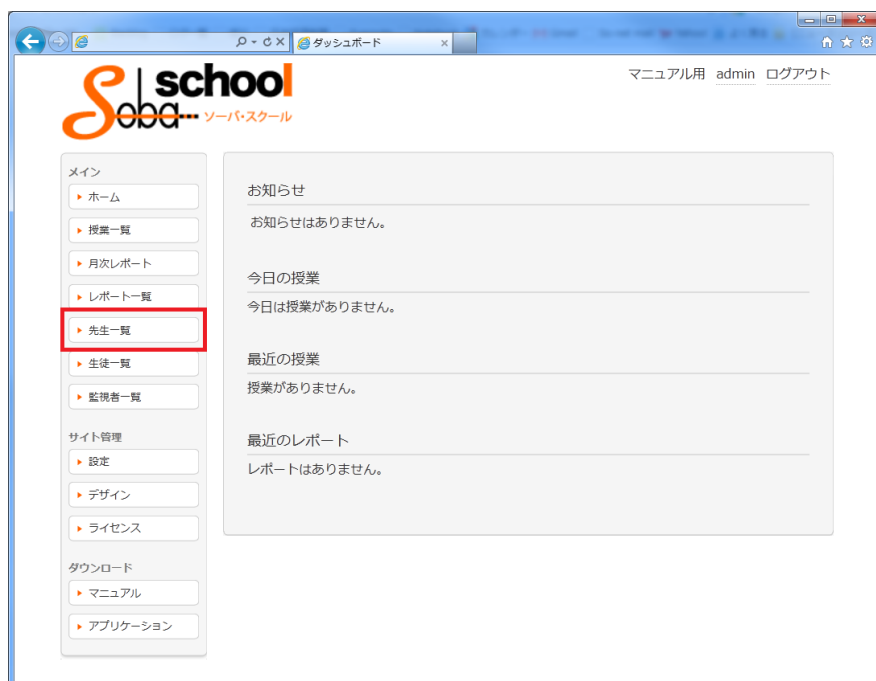 ダッシュボード
school
Soba
ソーバ・スクール
マニュアル用 admin ログアウト
メイン
ホーム
授業一覧
月次レポート
レポート一覧
先生一覧
生徒一覧
監視者一覧
サイト管理
設定
デザイン
ライセンス
ダウンロード
マニュアル
アプリケーション
お知らせ
お知らせはありません。
今日の授業
今日は授業がありません。
最近の授業
授業がありません。
最近のレポート
レポートはありません。